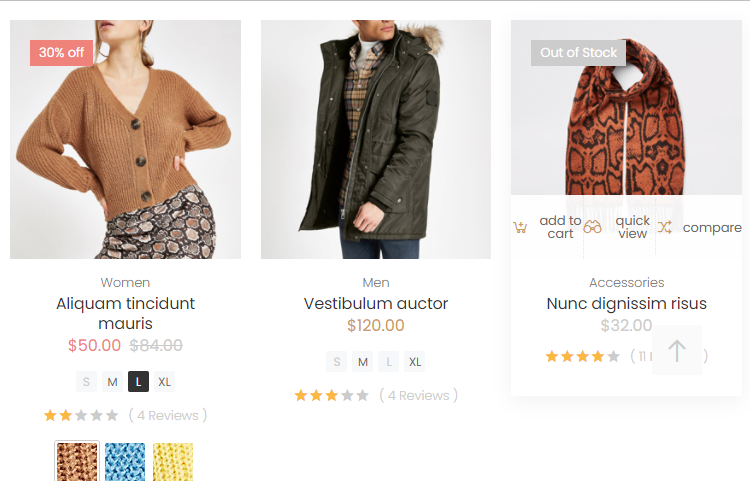 30% off
Women
Aliquam tincidunt
mauris
$50.00 $84.00
S M L XL
( 4 Reviews )
Men
Vestibulum auctor
$120.00
S M L XL
( 4 Reviews )
Out of Stock
add to
cart
quick
view
compare
Accessories
Nunc dignissim risus
$32.00
( 11 )